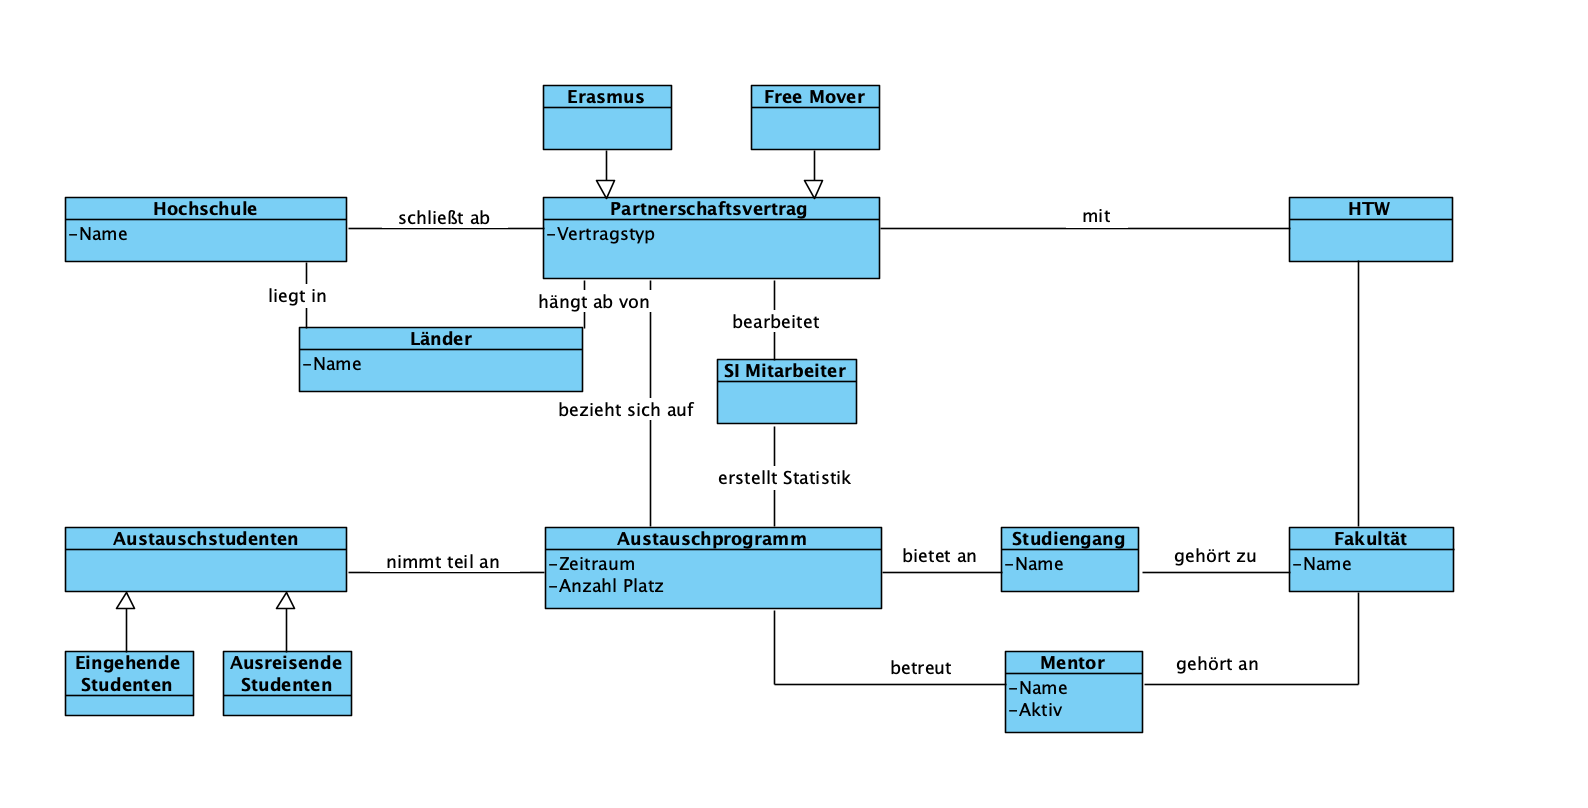 Erasmus
Free Mover
Hochschule
-Name
schließt ab
Partnerschaftsvertrag
-Vertragstyp
mit
HTW
liegt in
hängt ab von
bearbeitet
Länder
-Name
SI Mitarbeiter
bezieht sich auf
erstellt Statistik
Austauschstudenten
nimmt teil an
Austauschprogramm
-Zeitraum
-Anzahl Platz
bietet an
Studiengang
-Name
gehört zu
Fakultät
-Name
Eingehende
Studenten
Ausreisende
Studenten
betreut
Mentor
-Name
-Aktiv
gehört an